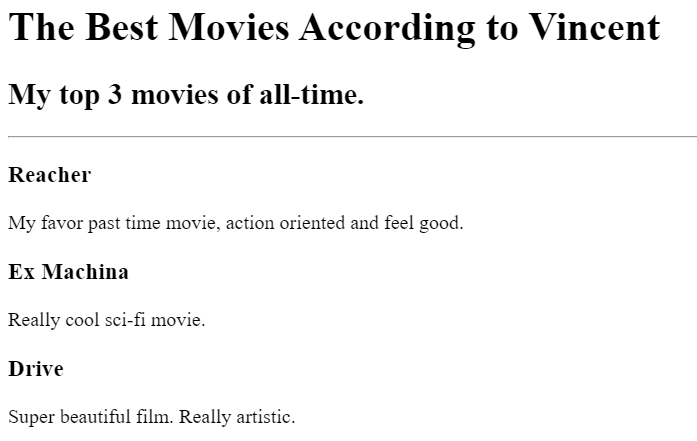 The Best Movies According to Vincent
My top 3 movies of all-time.
Reacher
My favor past time movie, action oriented and feel good.
Ex Machina
Really cool sci-fi movie.
Drive
Super beautiful film. Really artistic.